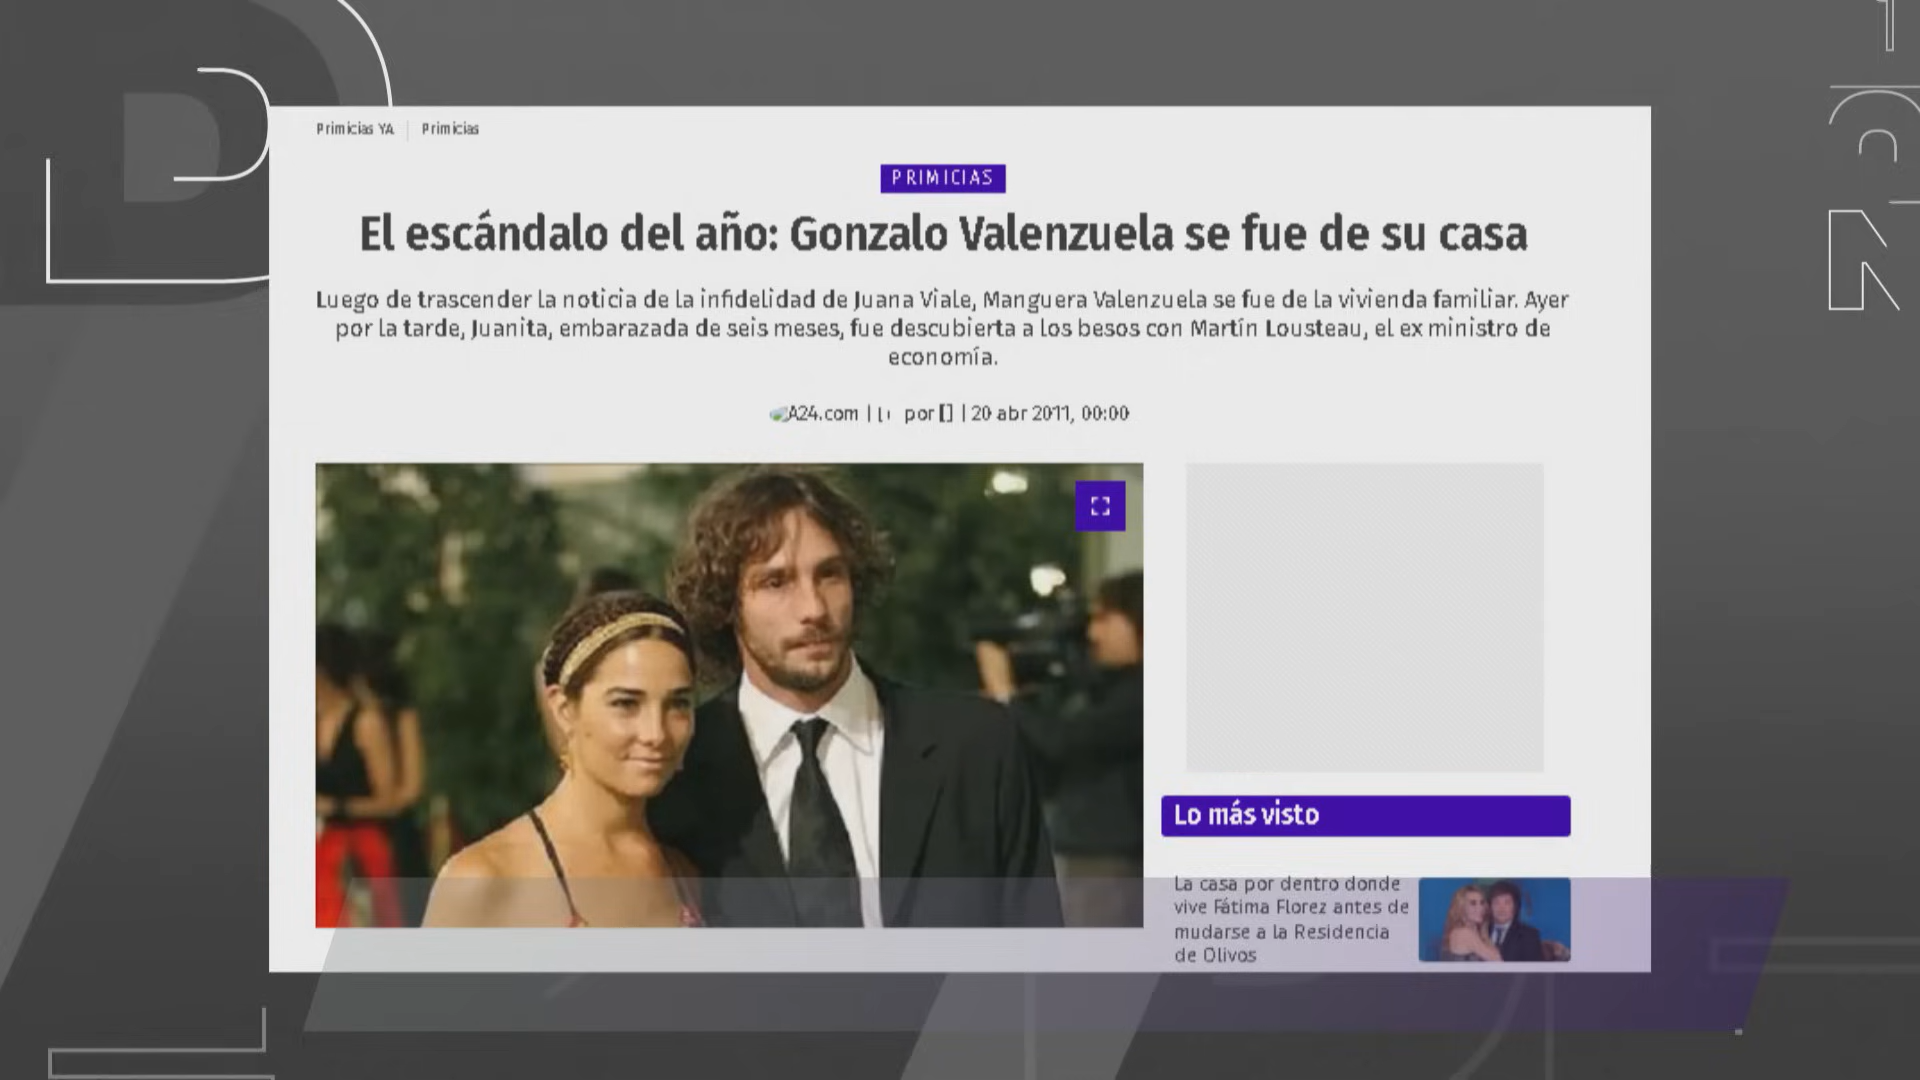 Primicias YA | Primicias
PRIMICIAS
El escándalo del año: Gonzalo Valenzuela se fue de su casa
Luego de trascender la noticia de la infidelidad de Juana Viale, Manguera Valenzuela se fue de la vivienda familiar. Ayer
por la tarde, Juanita, embarazada de seis meses, fue descubierta a los besos con Martín Lousteau, el ex ministro de
economía.
A24.com | por [] | 20 abr 2011, 00:00
Lo más visto
La casa por dentro donde
vive Fátima Florez antes de
mudarse a la Residencia
de Olivos